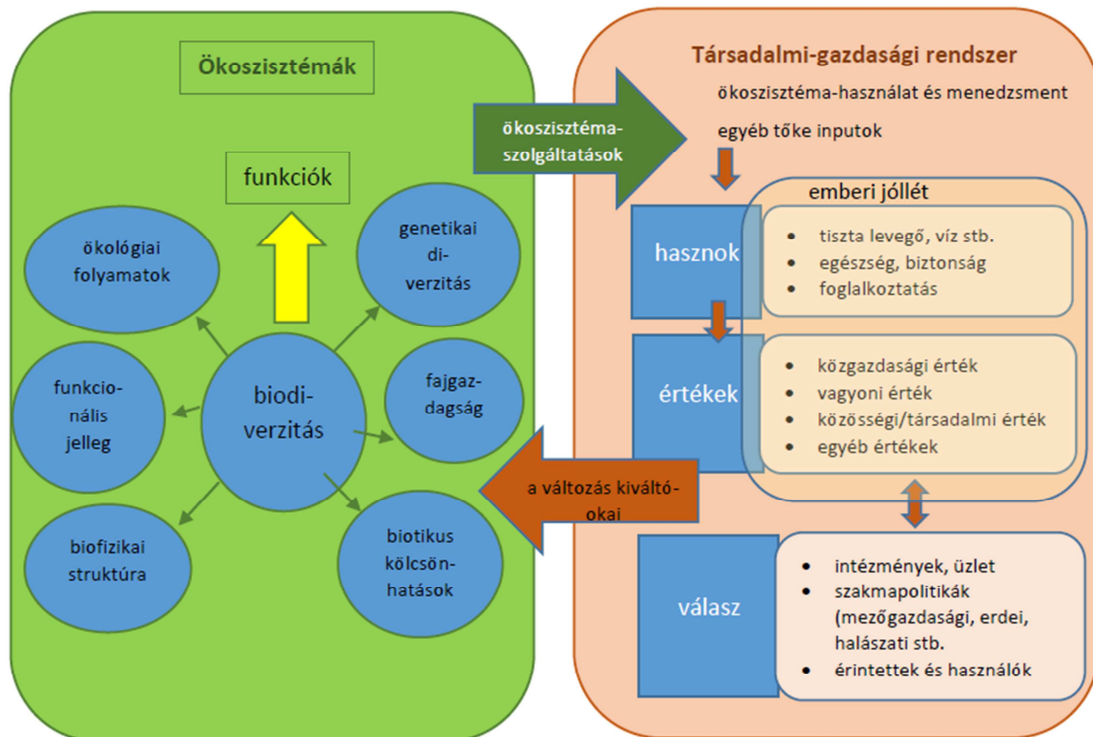 Ökoszisztémák
funkciók
ökológiai
folyamatok
genetikai
di-
verzitás
funkcio-
nális
jelleg
biodi-
verzitás
fajgaz-
dagság
biofizikai
struktúra
biotikus
kölcsön-
hatások
ökoszisztéma-
szolgáltatások
a változás kiváltó-
okai
Társadalmi-gazdasági rendszer
ökoszisztéma-használat és menedzsment
egyéb tőke inputok
emberi jóllét
hasznok
• tiszta levegő, víz stb.
• egészség, biztonság
• foglalkoztatás
értékek
• közgazdasági érték
• vagyoni érték
• közösségi/társadalmi érték
• egyéb értékek
válasz
• intézmények, üzlet
• szakmapolitikák
(mezőgazdasági, erdei,
halászati stb.
• érintettek és használók